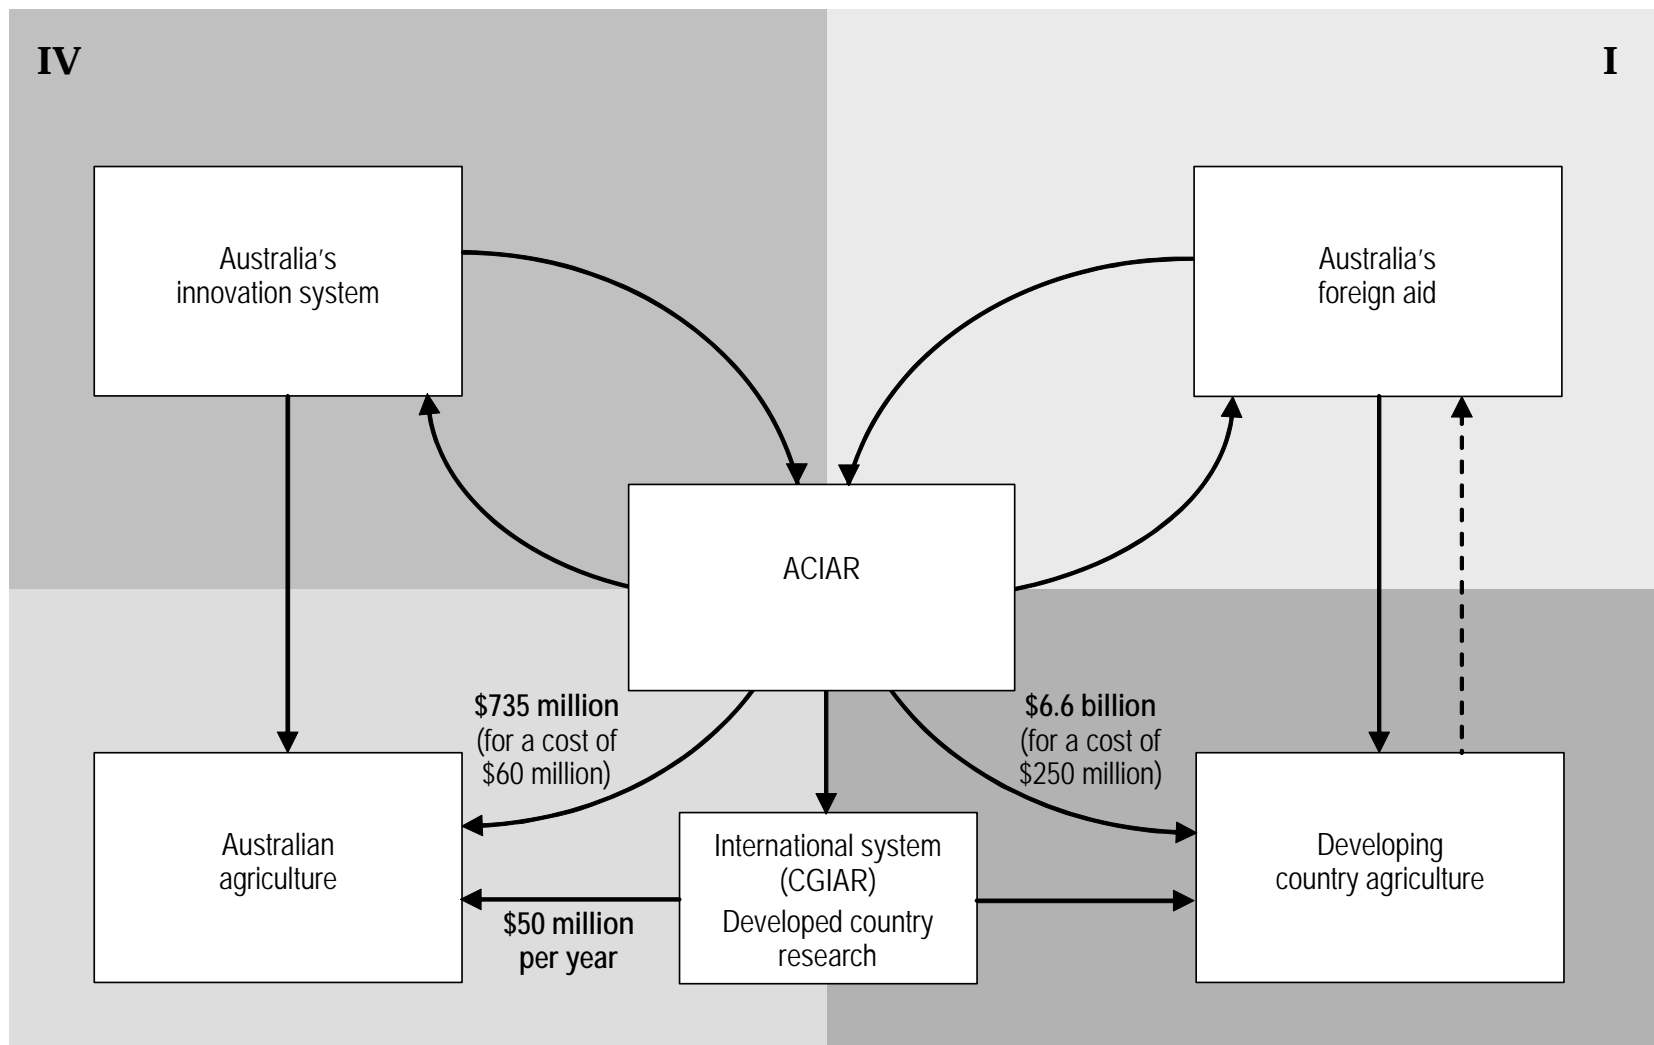 IV
I
Australia's
innovation system
Australia's
foreign aid
ACIAR
$735 million
(for a cost of
$60 million)
$6.6 billion
(for a cost of
$250 million)
Australian
agriculture
International system
(CGIAR)
Developed country
research
Developing
country agriculture
$50 million
per year